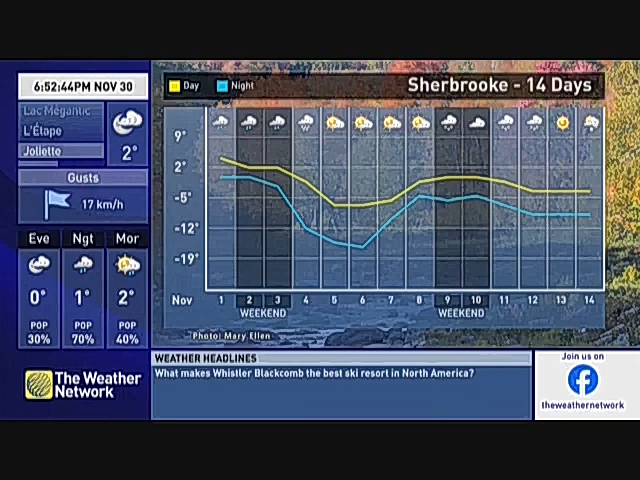 6:52:44PM NOV 30
Lac Mégantic
L'Étape
Joliette
2°
Gusts
17 km/h
Eve Ngt Mor
0° 1° 2°
POP POP POP
30% 70% 40%
Day Night
Sherbrooke - 14 Days
9°
2°
-5°
-12°
-19°
Nov 1 2 3 4 5 6 7 8 9 10 11 12 13 14
WEEKEND WEEKEND
Photo: Mary Ellen
The Weather
Network
WEATHER HEADLINES
What makes Whistler Blackcomb the best ski resort in North America?
Join us on
theweathernetwork